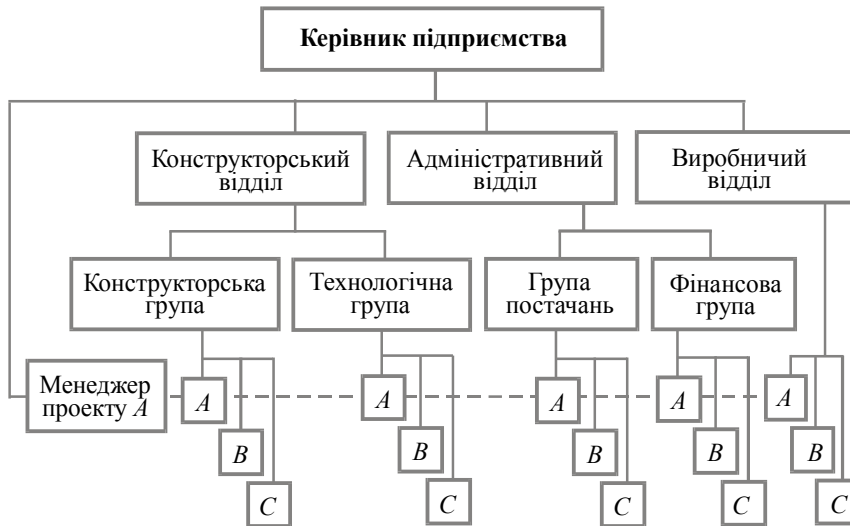 Керівник підприємства
Конструкторський
відділ
Адміністративний
відділ
Виробничий
відділ
Конструкторська
група
Технологічна
група
Група
постачань
Фінансова
група
Менеджер
проекту A
A
A
A
A
A
B
B
B
B
B
C
C
C
C
C